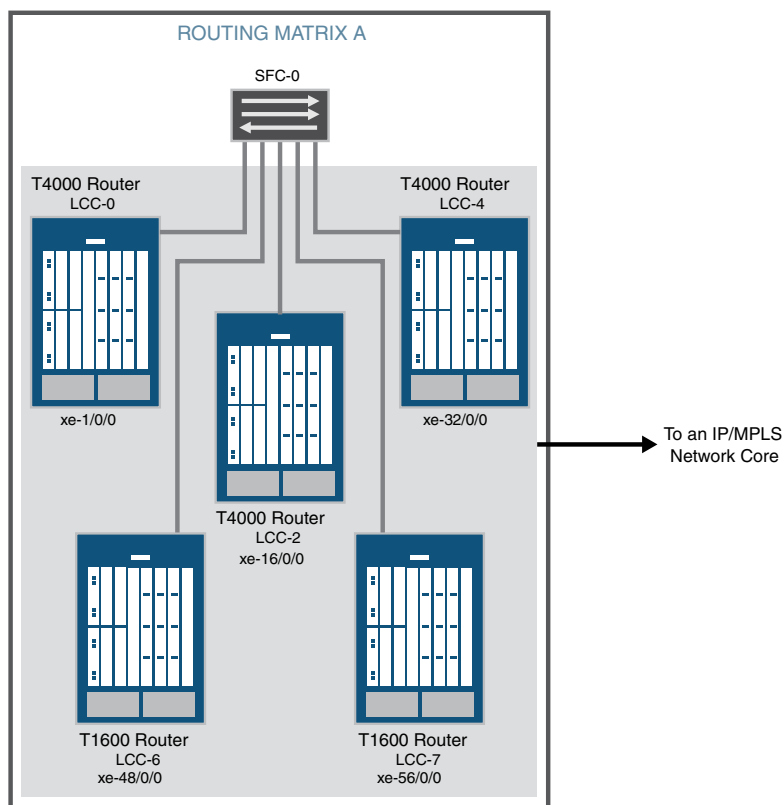 ROUTING MATRIX A
SFC-0
T4000 Router
LCC-0
xe-1/0/0
T4000 Router
LCC-4
xe-32/0/0
T4000 Router
LCC-2
xe-16/0/0
To an IP/MPLS
Network Core
T1600 Router
LCC-6
xe-48/0/0
T1600 Router
LCC-7
xe-56/0/0